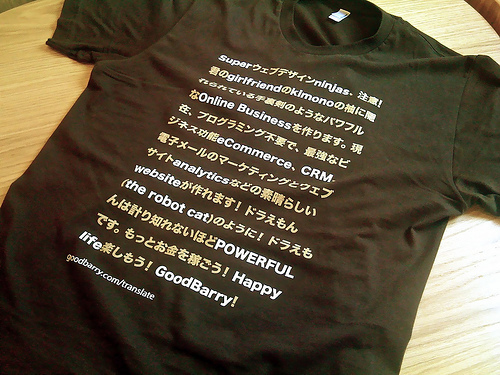 Superウェブデザインninjas、注意!
君のgirlfriendのkimonoの袖に隠
れられている手裏剣のようなパワフル
なOnline Businessを作ります。現
在、プログラミング不要で、最強なビ
ジネス功能eCommerce、CRM、
電子メールのマーケティングとウェブ
サイトanalyticsなどの素晴らしい
websiteが作れます！ドラえもん
(the robot cat)のように！ドラえも
んは計り知れないほどPOWERFUL
です。もっとお金を稼ごう！Happy
life楽しもう！GoodBarry!
goodbarry.com/translate